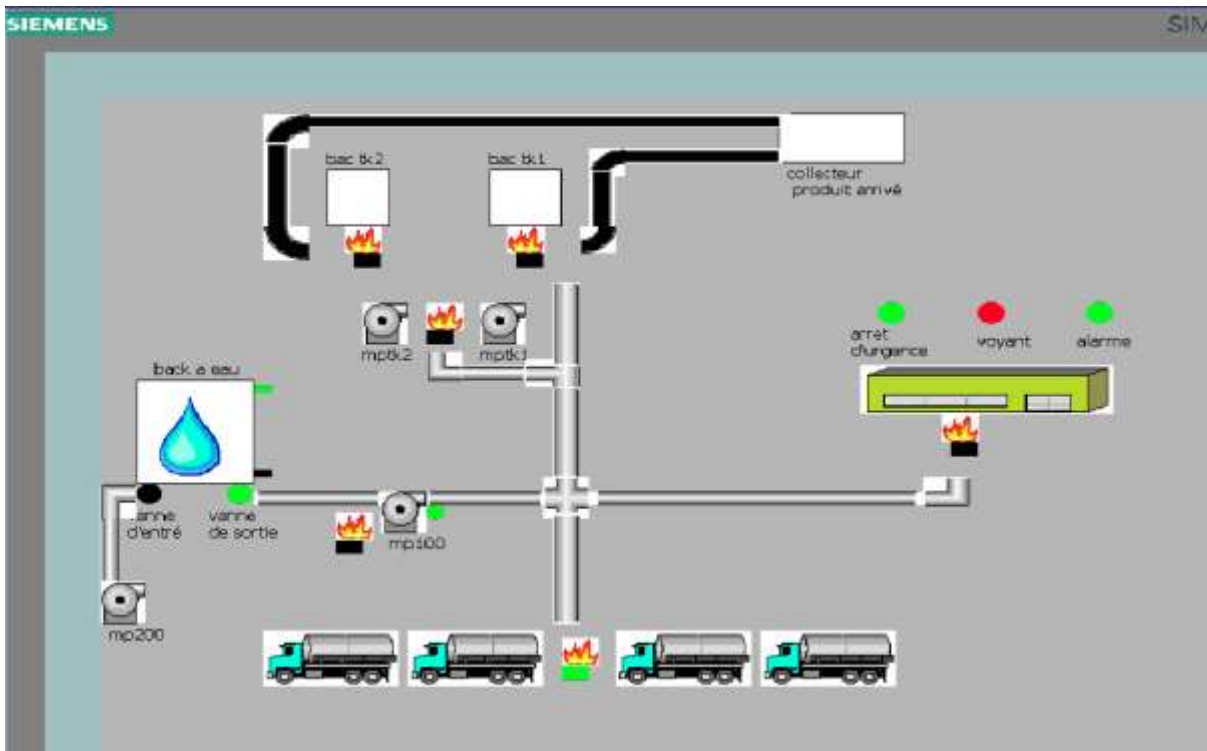 SIEMENS
SIM
bac tk2
bac tk1
collecteur
produit arrivé
mptk2
mptk1
arret
d'urgance
voyant
alarme
back a eau
vanne
d'entré
vanne
de sortie
mp100
mp200